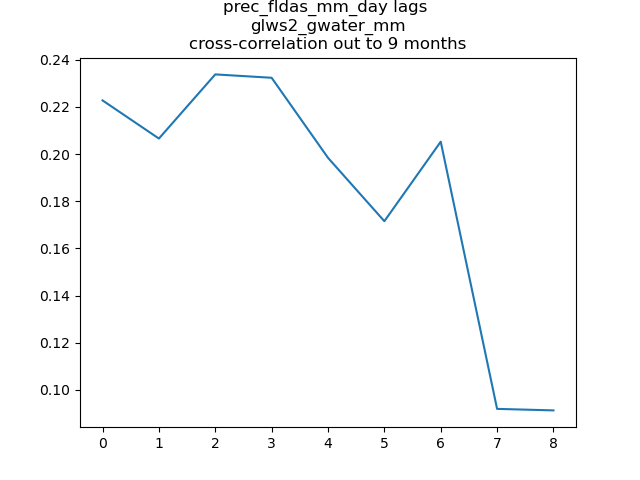 prec_fldas_mm_day lags
glws2_gwater_mm
cross-correlation out to 9 months
0.24
0.22
0.20
0.18
0.16
0.14
0.12
0.10
0 1 2 3 4 5 6 7 8